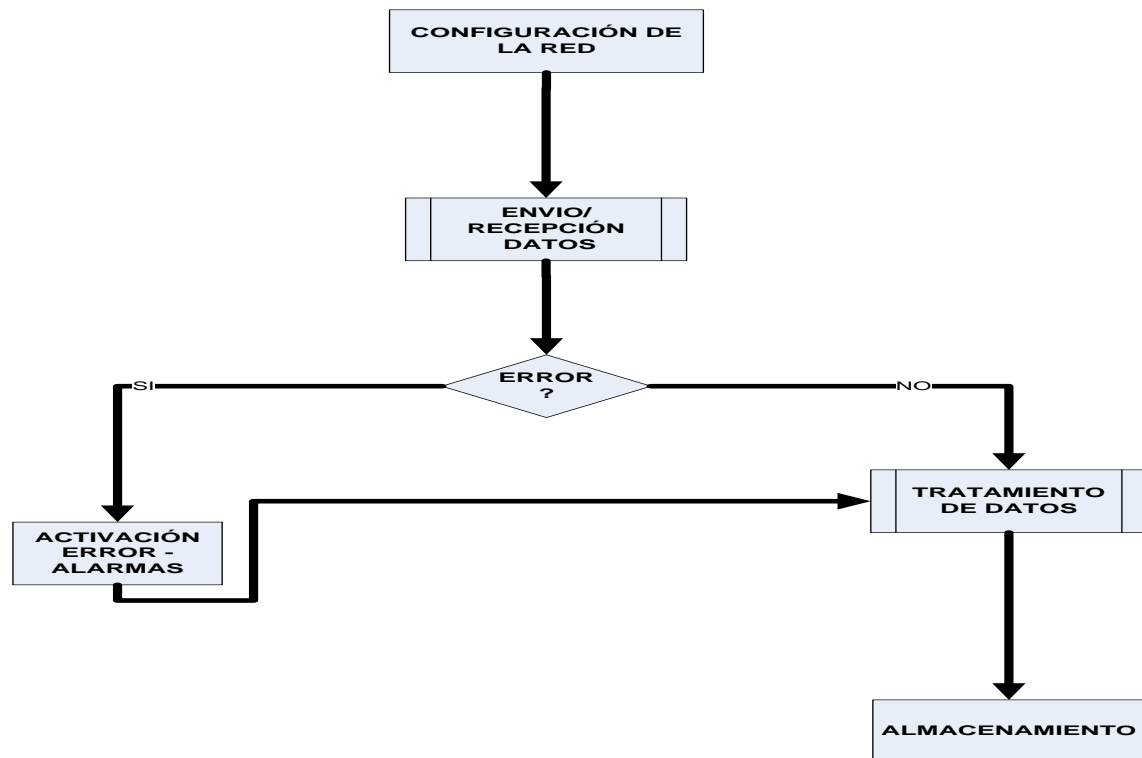 CONFIGURACIÓN DE
LA RED
ENVIO/
RECEPCIÓN
DATOS
ERROR
?
SI
NO
TRATAMIENTO
DE DATOS
ACTIVACIÓN
ERROR -
ALARMAS
ALMACENAMIENTO